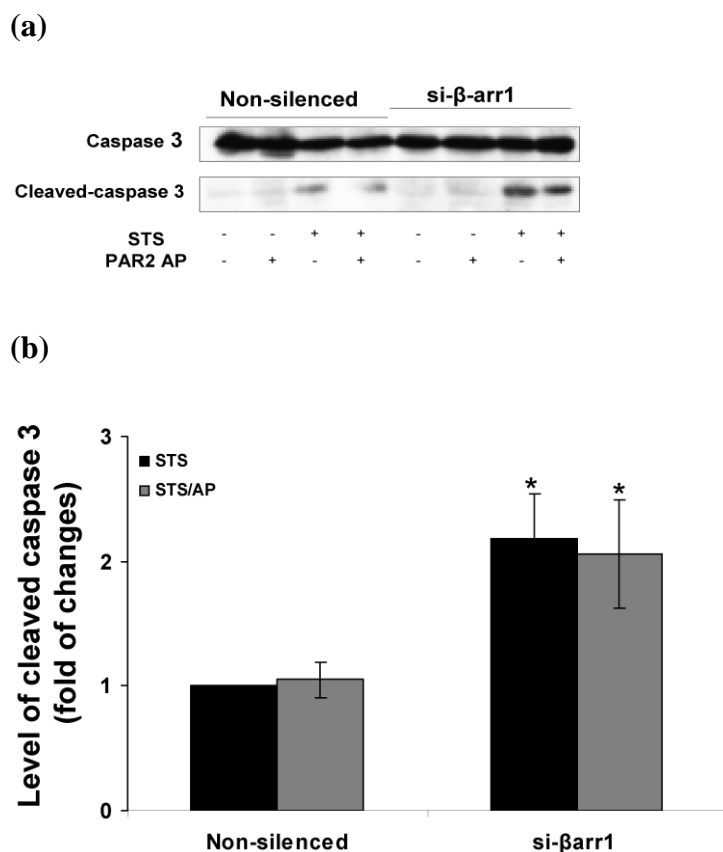 (a)
Non-silenced si-β-arr1
Caspase 3
Cleaved-caspase 3
STS - - + + - - + +
PAR2 AP - + - + - + - +
(b)
Level of cleaved caspase 3
(fold of changes)
3
2
1
0
STS
STS/AP
* *
Non-silenced si-βarr1